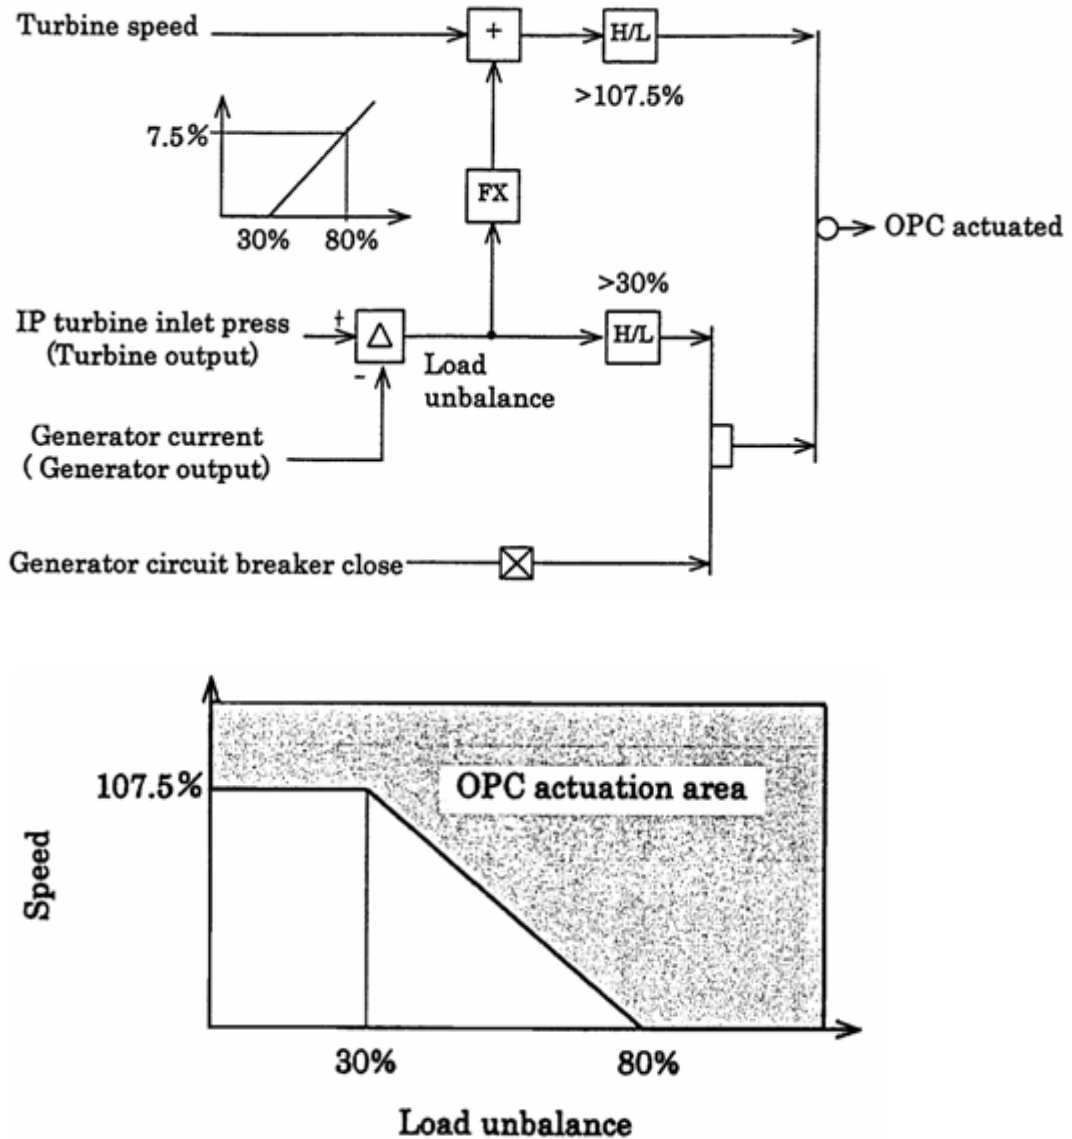 Turbine speed
+
H/L
>107.5%
7.5%
FX
30%
80%
OPC actuated
>30%
IP turbine inlet press
(Turbine output)
+
△
-
H/L
Load
unbalance
Generator current
( Generator output)
Generator circuit breaker close
107.5%
OPC actuation area
Speed
30%
80%
Load unbalance